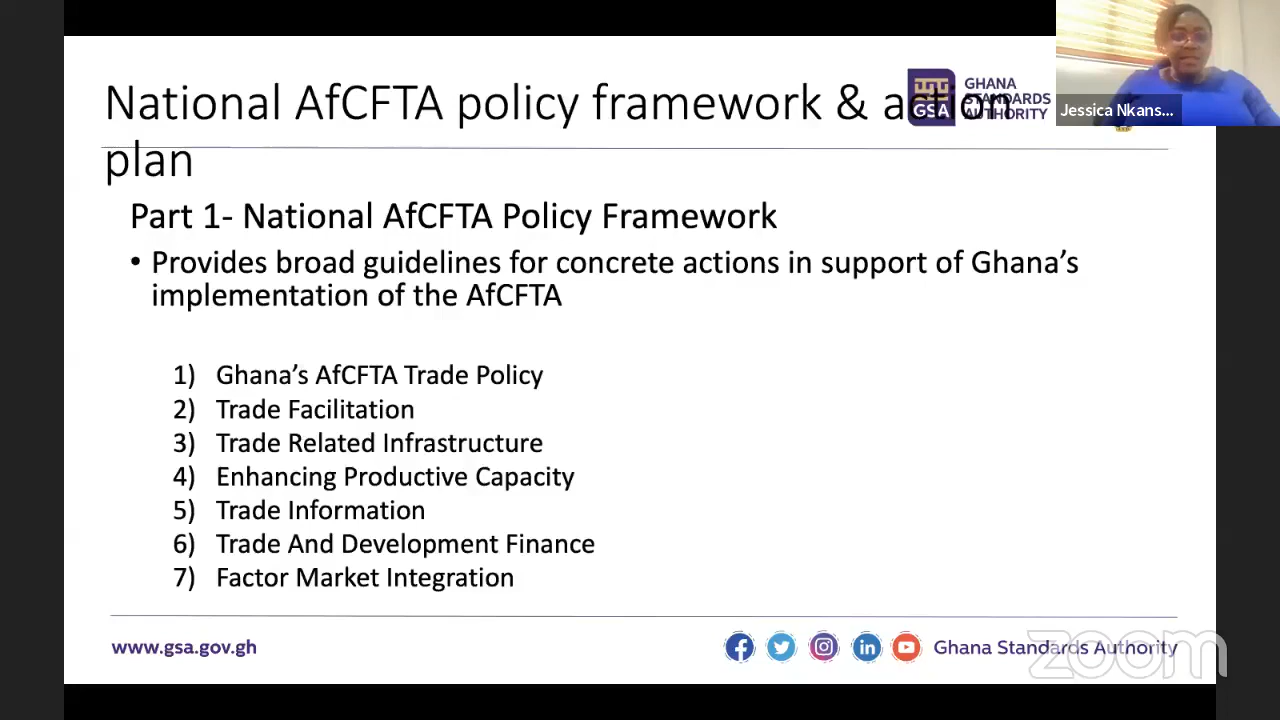 National AfCFTA policy framework & action
plan
GSA
GHANA
STANDARDS
AUTHORITY
Jessica Nkans...
Part 1- National AfCFTA Policy Framework
• Provides broad guidelines for concrete actions in support of Ghana’s
implementation of the AfCFTA
1) Ghana’s AfCFTA Trade Policy
2) Trade Facilitation
3) Trade Related Infrastructure
4) Enhancing Productive Capacity
5) Trade Information
6) Trade And Development Finance
7) Factor Market Integration
www.gsa.gov.gh
Ghana Standards Authority
zoom